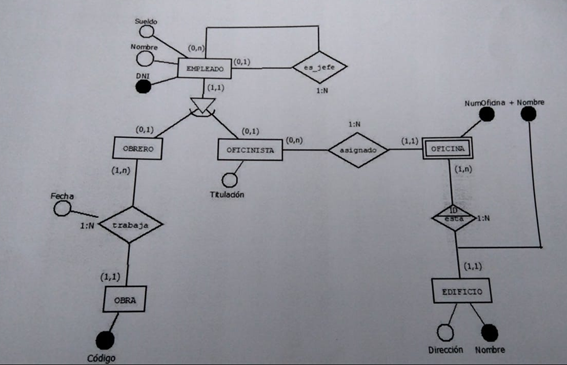 Sueldo
Nombre
DNI
(0,n)
EMPLEADO
(0,1)
es_jefe
1:N
(1,1)
(0,1)
(0,1)
OBRERO
OFICINISTA
(0,n)
1:N
asignado
(1,1)
OFICINA
NumOficina + Nombre
(1,n)
Titulación
(1,n)
Fecha
1:N
trabaja
ID
está
1:N
(1,1)
OBRA
Código
(1,1)
EDIFICIO
Dirección
Nombre